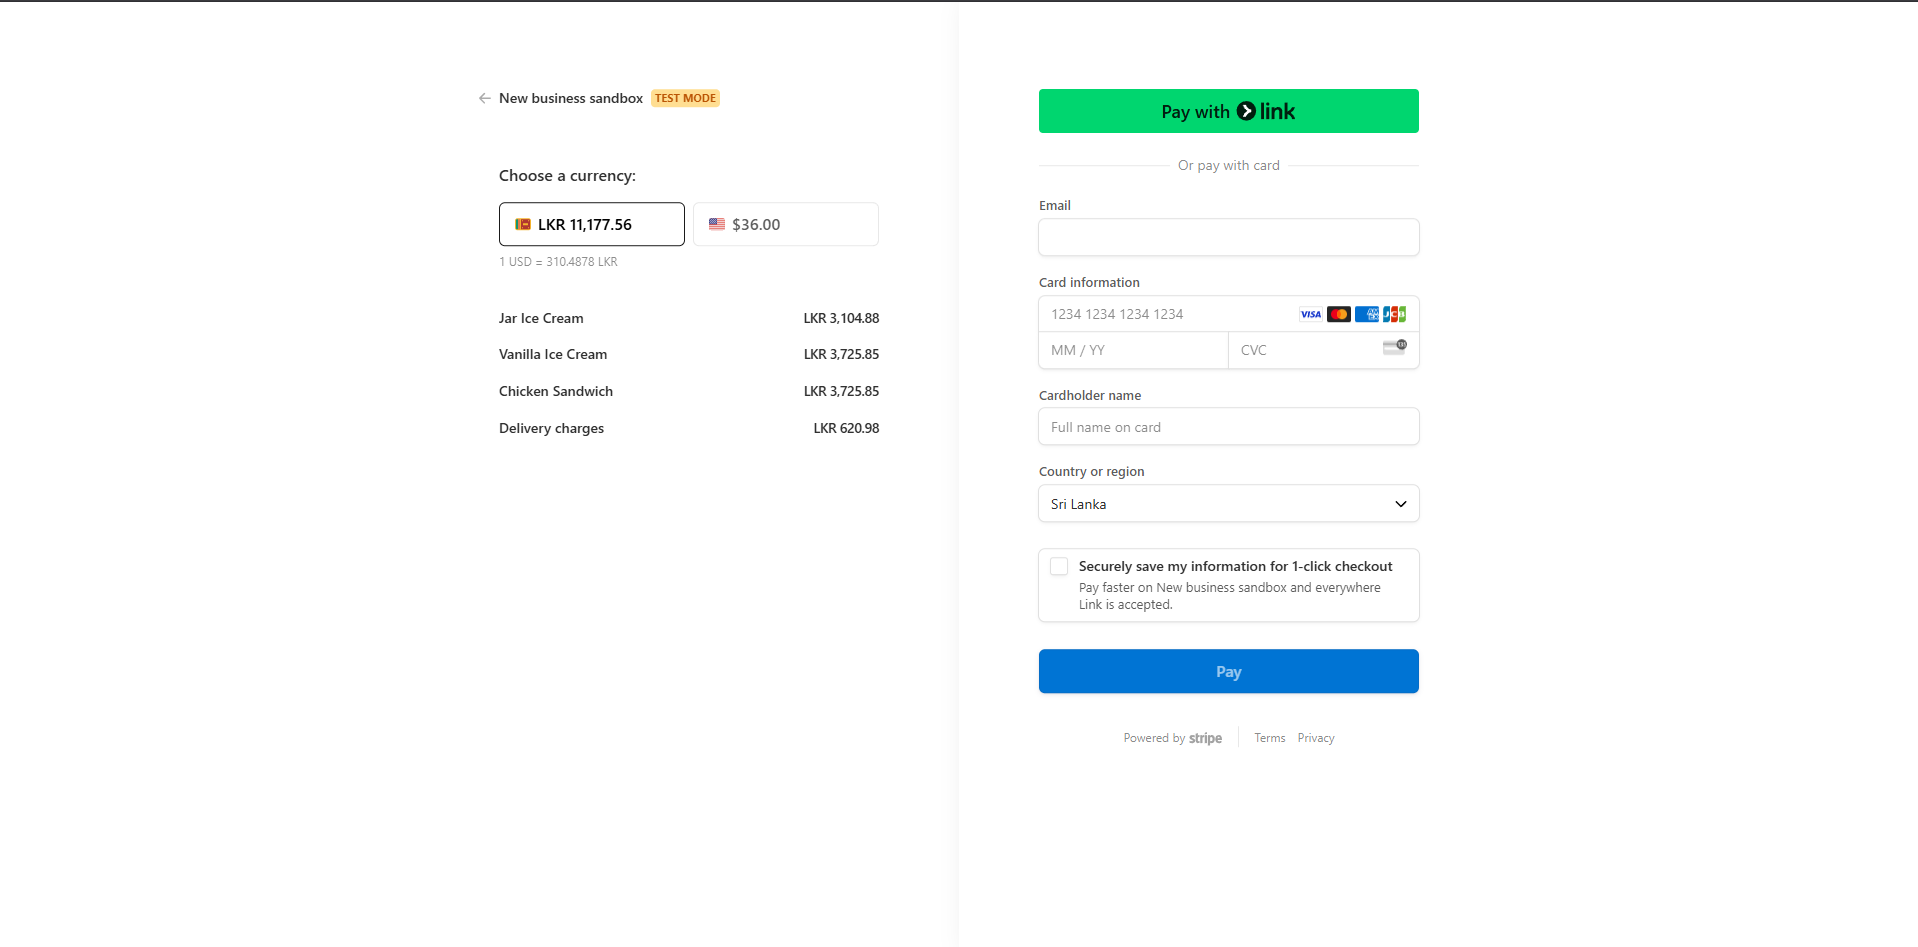 New business sandbox TEST MODE
Choose a currency:
LKR 11,177.56
$36.00
1 USD = 310.4878 LKR
Jar Ice Cream LKR 3,104.88
Vanilla Ice Cream LKR 3,725.85
Chicken Sandwich LKR 3,725.85
Delivery charges LKR 620.98
Pay with link
Or pay with card
Email
Card information
1234 1234 1234 1234 VISA JCB
MM / YY
CVC
Cardholder name
Full name on card
Country or region
Sri Lanka
Securely save my information for 1-click checkout
Pay faster on New business sandbox and everywhere
Link is accepted.
Pay
Powered by stripe
Terms Privacy